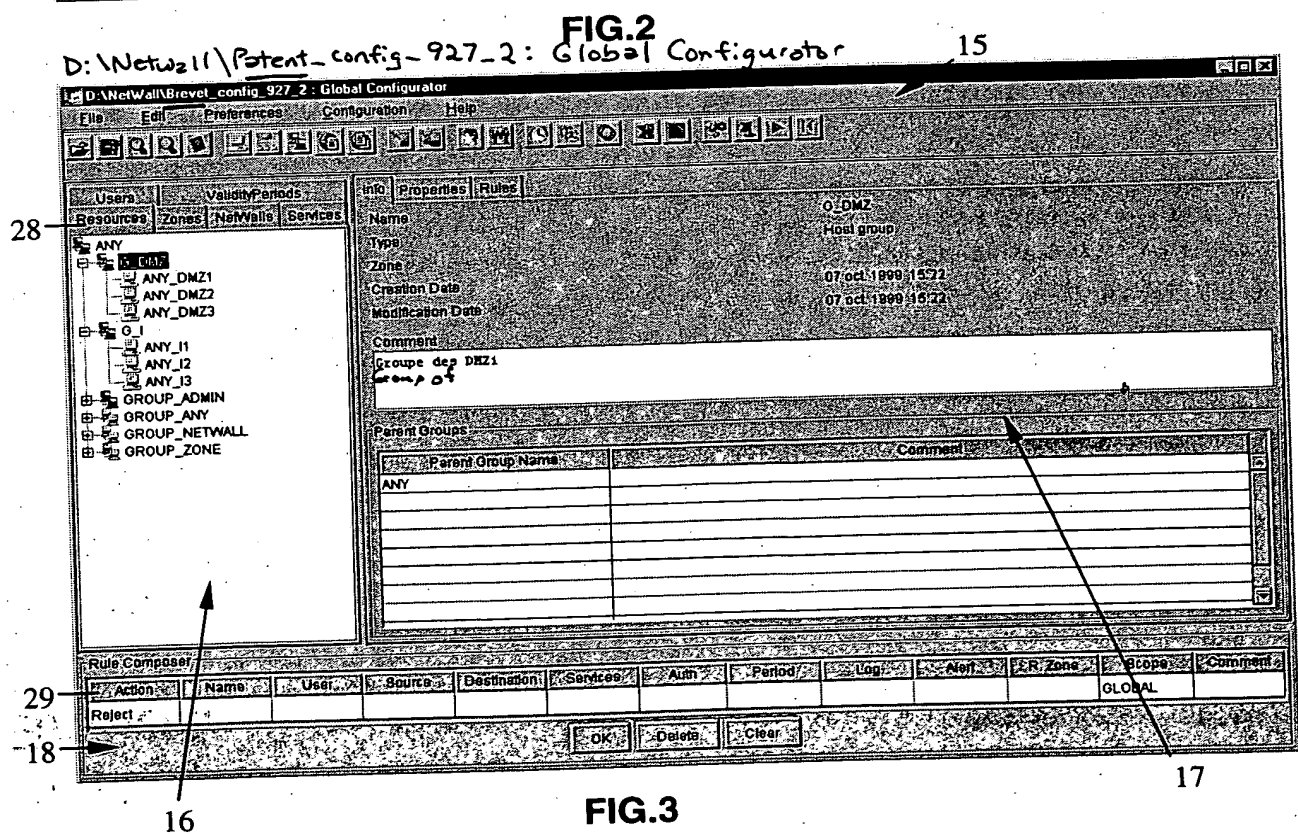 FIG.2
D:\Netwall\Patent_config_927_2: Global Configurator
15
D:\NetWall\Brevet_config_927_2 : Global Configurator
File Edit Preferences Configuration Help
Users ValidityPeriods
Resources Zones NetWalls Services
28
ANY
G_DMZ
ANY_DMZ1
ANY_DMZ2
ANY_DMZ3
G_I
ANY_I1
ANY_I2
ANY_I3
GROUP_ADMIN
GROUP_ANY
GROUP_NETWALL
GROUP_ZONE
Info Properties Rules
Name G_DMZ
Type Host group
Zone
Creation Date 07 oct. 1999 15:22
Modification Date 07 oct. 1999 15:22
Comment
Groupe des DMZi
Group of
Parent Groups
Parent Group Name Comment
ANY
Rule Composer
29
Action Name User Source Destination Services Auth Period Log Alert R. Zone Scope Comment
Reject GLOBAL
18
OK Delete Clear
16
17
FIG.3